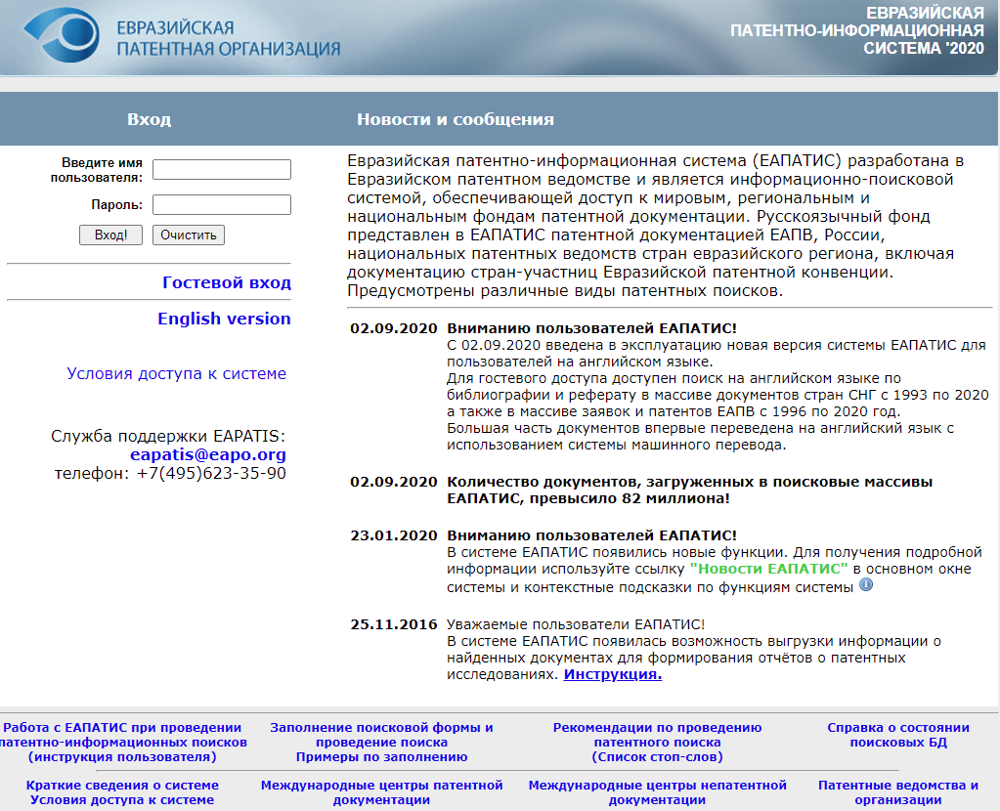 ЕВРАЗИЙСКАЯ
ПАТЕНТНАЯ ОРГАНИЗАЦИЯ
ЕВРАЗИЙСКАЯ
ПАТЕНТНО-ИНФОРМАЦИОННАЯ
СИСТЕМА '2020
Вход
Введите имя
пользователя:
Пароль:
Вход! Очистить
Гостевой вход
English version
Условия доступа к системе
Служба поддержки EAPATIS:
eapatis@eapo.org
телефон: +7(495)623-35-90
Новости и сообщения
Евразийская патентно-информационная система (ЕАПАТИС) разработана в
Евразийском патентном ведомстве и является информационно-поисковой
системой, обеспечивающей доступ к мировым, региональным и
национальным фондам патентной документации. Русскоязычный фонд
представлен в ЕАПАТИС патентной документацией ЕАПВ, России,
национальных патентных ведомств стран евразийского региона, включая
документацию стран-участниц Евразийской патентной конвенции.
Предусмотрены различные виды патентных поисков.
02.09.2020 Вниманию пользователей ЕАПАТИС!
С 02.09.2020 введена в эксплуатацию новая версия системы ЕАПАТИС для
пользователей на английском языке.
Для гостевого доступа доступен поиск на английском языке по
библиографии и реферату в массиве документов стран СНГ с 1993 по 2020
а также в массиве заявок и патентов ЕАПВ с 1996 по 2020 год.
Большая часть документов впервые переведена на английский язык с
использованием системы машинного перевода.
02.09.2020 Количество документов, загруженных в поисковые массивы
ЕАПАТИС, превысило 82 миллиона!
23.01.2020 Вниманию пользователей ЕАПАТИС!
В системе ЕАПАТИС появились новые функции. Для получения подробной
информации используйте ссылку "Новости ЕАПАТИС" в основном окне
системы и контекстные подсказки по функциям системы
25.11.2016 Уважаемые пользователи ЕАПАТИС!
В системе ЕАПАТИС появилась возможность выгрузки информации о
найденных документах для формирования отчётов о патентных
исследованиях. Инструкция.
Работа с ЕАПАТИС при проведении
патентно-информационных поисков
(инструкция пользователя)
Заполнение поисковой формы и
проведение поиска
Примеры по заполнению
Рекомендации по проведению
патентного поиска
(Список стоп-слов)
Справка о состоянии
поисковых БД
Краткие сведения о системе
Условия доступа к системе
Международные центры патентной
документации
Международные центры непатентной
документации
Патентные ведомства и
организации